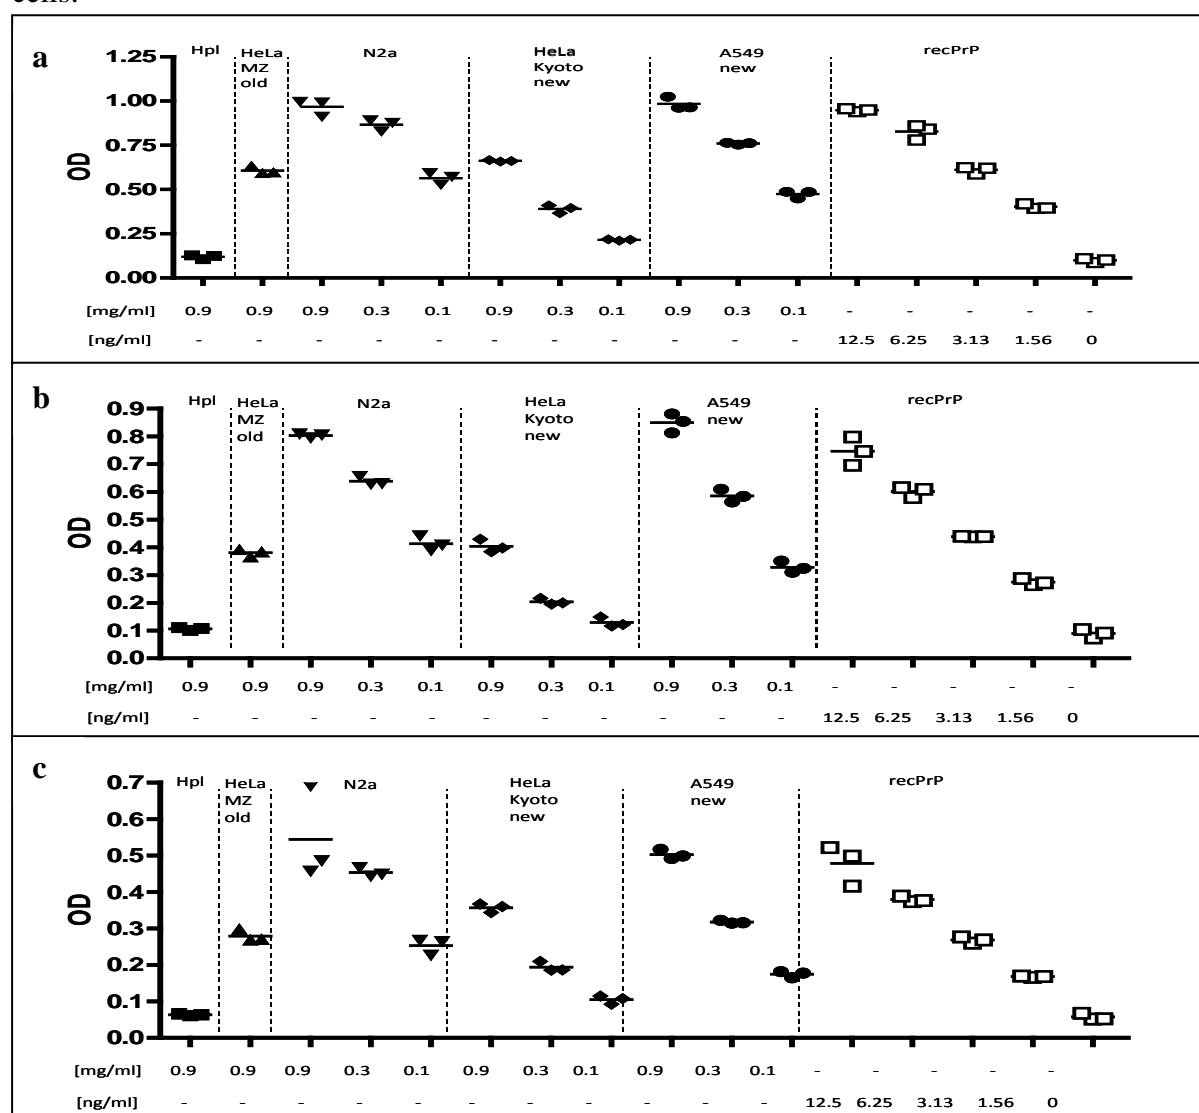 cells.
a
Hpl
HeLa
MZ
old
N2a
HeLa
Kyoto
new
A549
new
recPrP
1.25
1.00
0.75
0.50
0.25
0.00
OD
[mg/ml] 0.9 0.9 0.9 0.3 0.1 0.9 0.3 0.1 0.9 0.3 0.1 - - - - -
[ng/ml] - - - - - - - - - - - 12.5 6.25 3.13 1.56 0
b
Hpl
HeLa
MZ
old
N2a
HeLa
Kyoto
new
A549
new
recPrP
0.9
0.8
0.7
0.6
0.5
0.4
0.3
0.2
0.1
0.0
OD
[mg/ml] 0.9 0.9 0.9 0.3 0.1 0.9 0.3 0.1 0.9 0.3 0.1 - - - - -
[ng/ml] - - - - - - - - - - - 12.5 6.25 3.13 1.56 0
c
Hpl
HeLa
MZ
old
N2a
HeLa
Kyoto
new
A549
new
recPrP
0.7
0.6
0.5
0.4
0.3
0.2
0.1
0.0
OD
[mg/ml] 0.9 0.9 0.9 0.3 0.1 0.9 0.3 0.1 0.9 0.3 0.1 - - - - -
[ng/ml] - - - - - - - - - - - 12.5 6.25 3.13 1.56 0